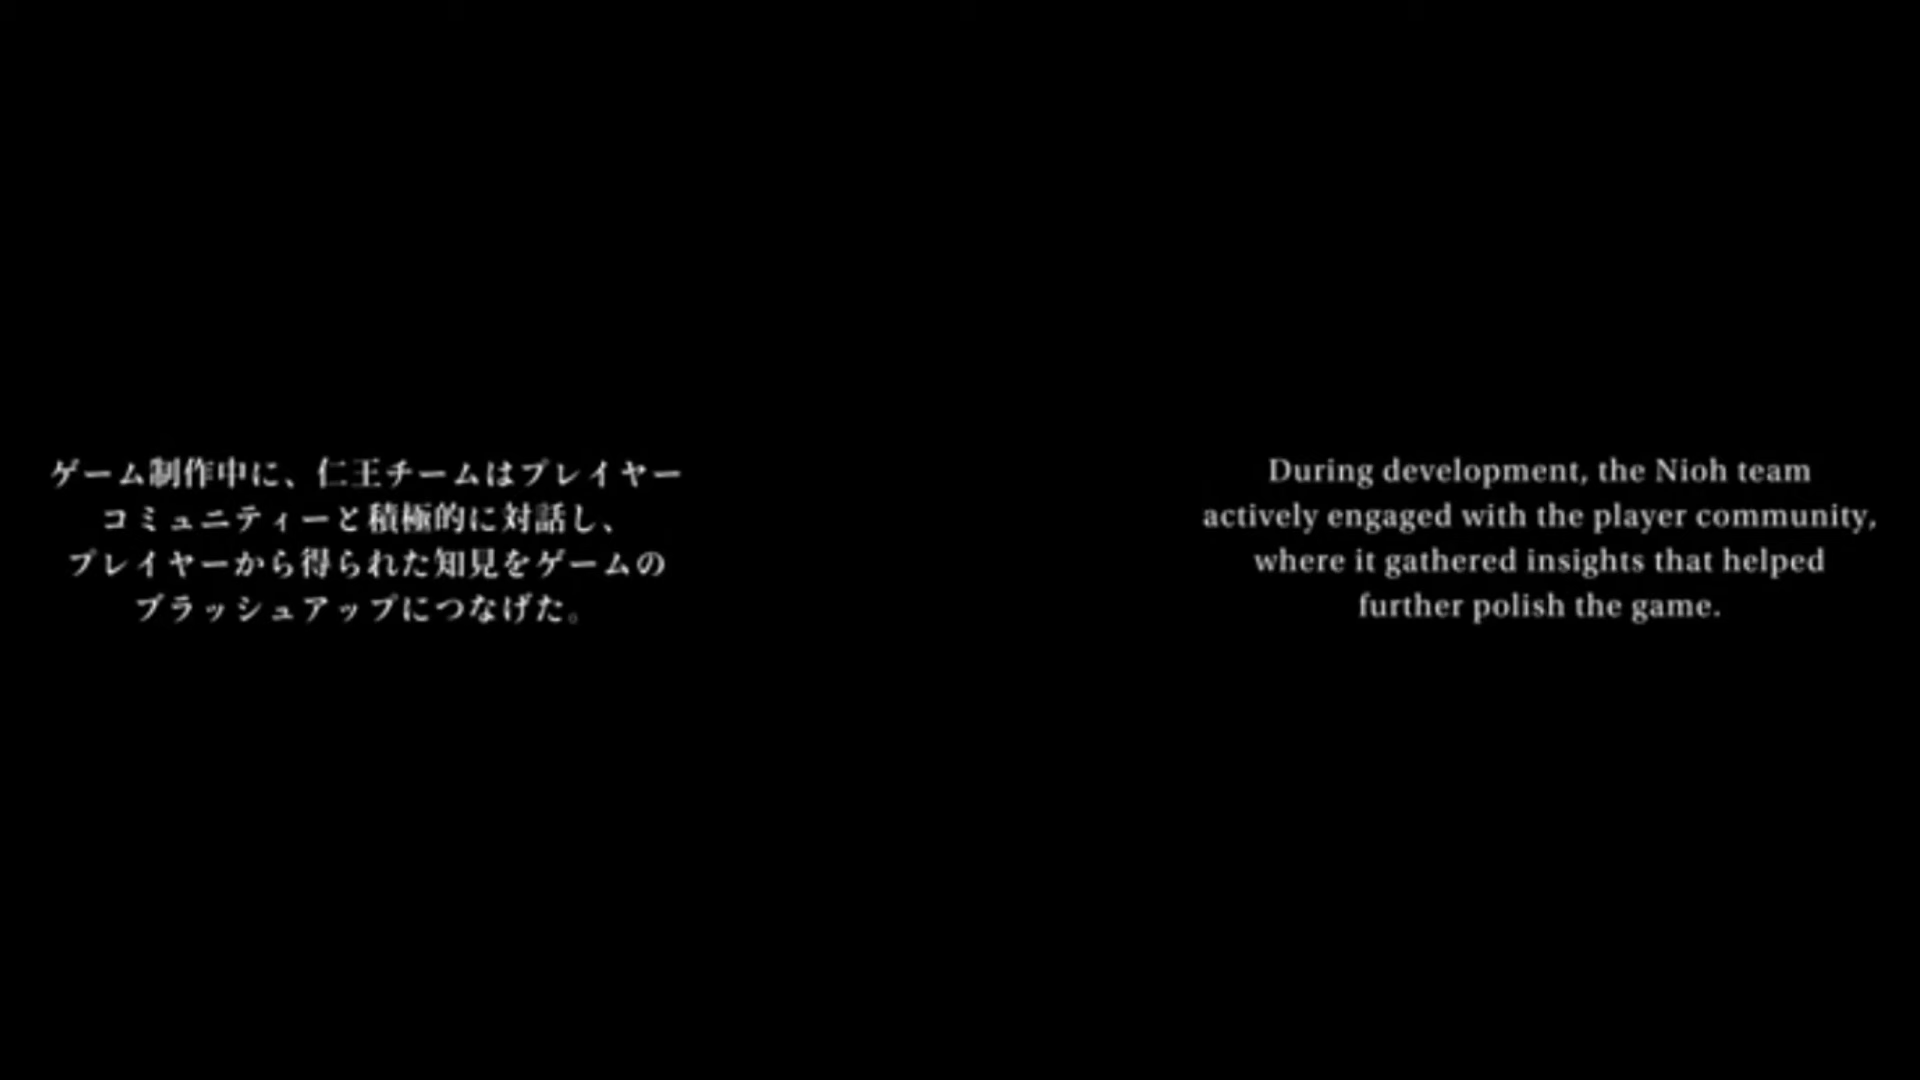 ゲーム制作中に、仁王チームはプレイヤー
コミュニティーと積極的に対話し、
プレイヤーから得られた知見をゲームの
ブラッシュアップにつなげた。
During development, the Nioh team
actively engaged with the player community,
where it gathered insights that helped
further polish the game.